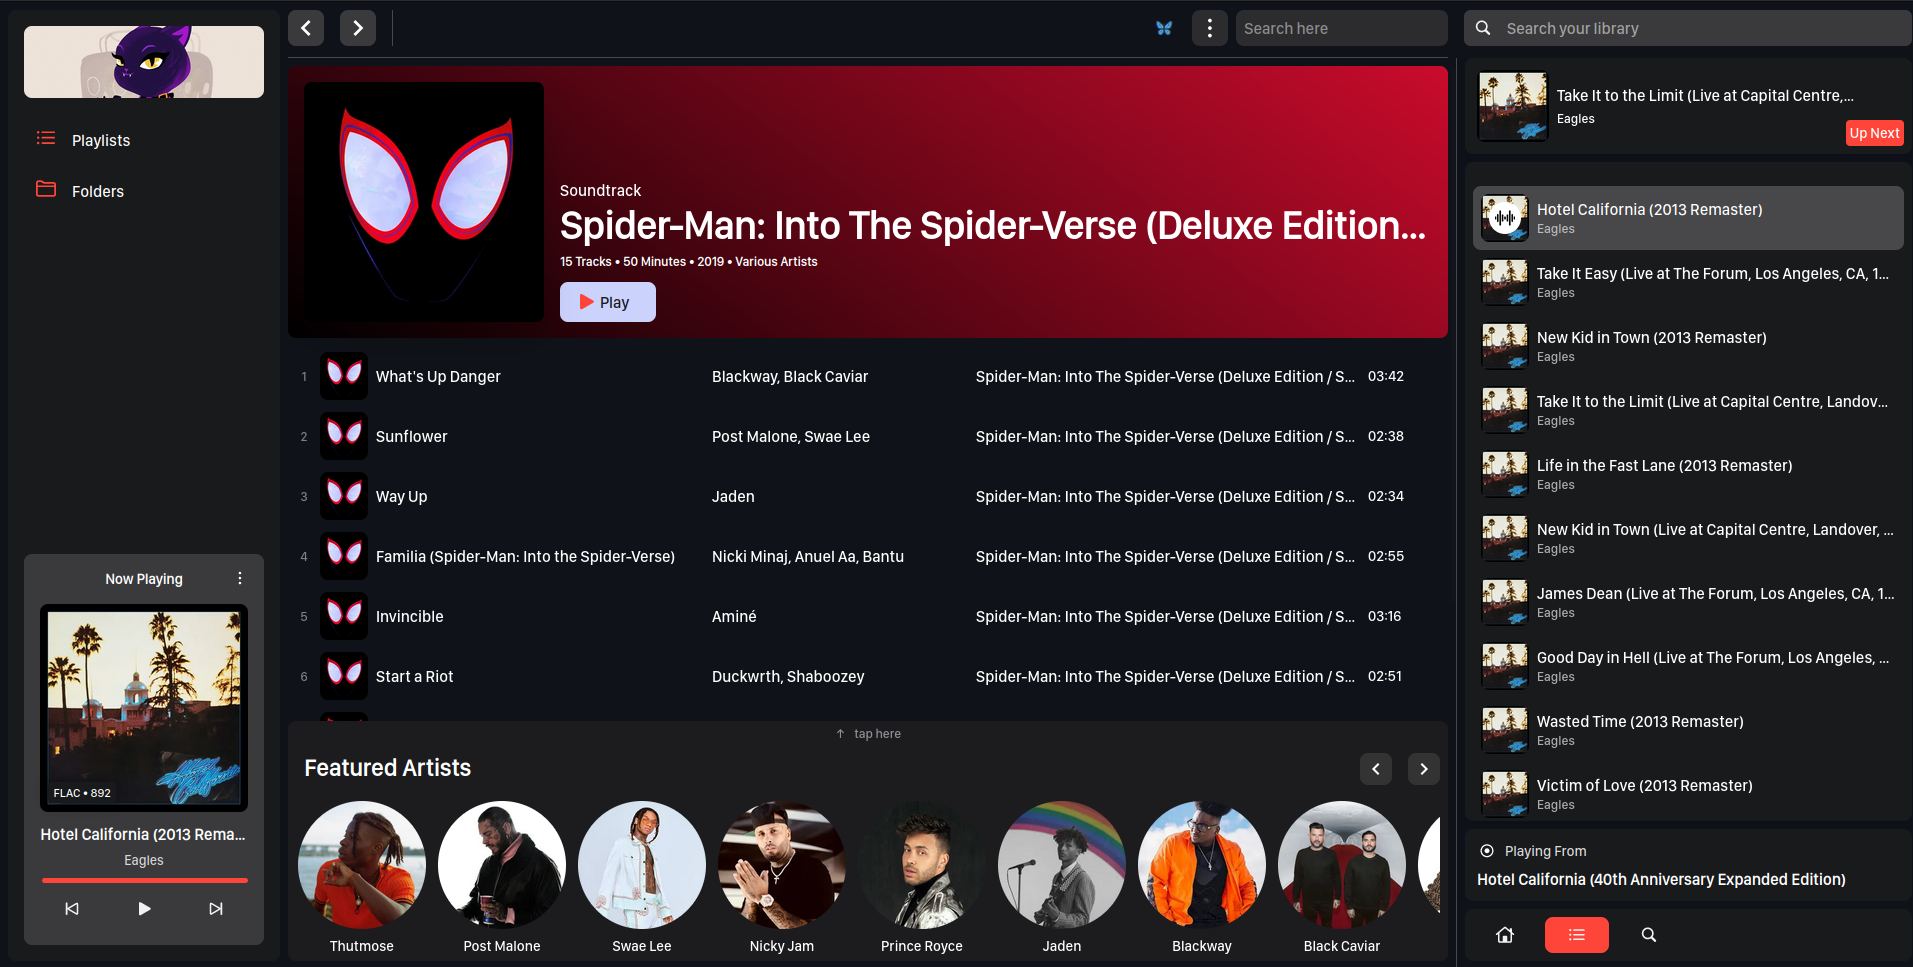 Playlists
Folders
Now Playing
FLAC • 892
Hotel California (2013 Rema...
Eagles
Search here
Soundtrack
Spider-Man: Into The Spider-Verse (Deluxe Edition...
15 Tracks • 50 Minutes • 2019 • Various Artists
Play
1 What's Up Danger Blackway, Black Caviar Spider-Man: Into The Spider-Verse (Deluxe Edition / S... 03:42
2 Sunflower Post Malone, Swae Lee Spider-Man: Into The Spider-Verse (Deluxe Edition / S... 02:38
3 Way Up Jaden Spider-Man: Into The Spider-Verse (Deluxe Edition / S... 02:34
4 Familia (Spider-Man: Into the Spider-Verse) Nicki Minaj, Anuel Aa, Bantu Spider-Man: Into The Spider-Verse (Deluxe Edition / S... 02:55
5 Invincible Aminé Spider-Man: Into The Spider-Verse (Deluxe Edition / S... 03:16
6 Start a Riot Duckwrth, Shaboozey Spider-Man: Into The Spider-Verse (Deluxe Edition / S... 02:51
↑ tap here
Featured Artists
Thutmose Post Malone Swae Lee Nicky Jam Prince Royce Jaden Blackway Black Caviar
Search your library
Take It to the Limit (Live at Capital Centre,...
Eagles
Up Next
Hotel California (2013 Remaster)
Eagles
Take It Easy (Live at The Forum, Los Angeles, CA, 1...
Eagles
New Kid in Town (2013 Remaster)
Eagles
Take It to the Limit (Live at Capital Centre, Landov...
Eagles
Life in the Fast Lane (2013 Remaster)
Eagles
New Kid in Town (Live at Capital Centre, Landover, ...
Eagles
James Dean (Live at The Forum, Los Angeles, CA, 1...
Eagles
Good Day in Hell (Live at The Forum, Los Angeles, ...
Eagles
Wasted Time (2013 Remaster)
Eagles
Victim of Love (2013 Remaster)
Eagles
Playing From
Hotel California (40th Anniversary Expanded Edition)